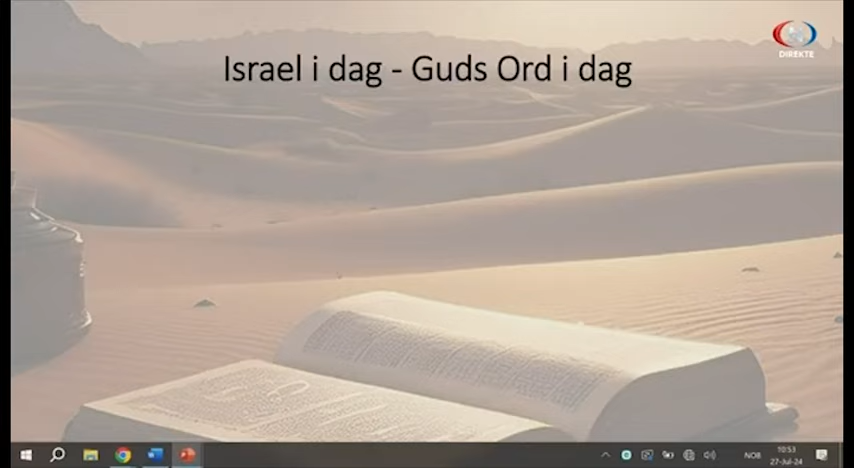 Israel i dag - Guds Ord i dag
DIREKTE
NOB
10:53
27-Jul-24